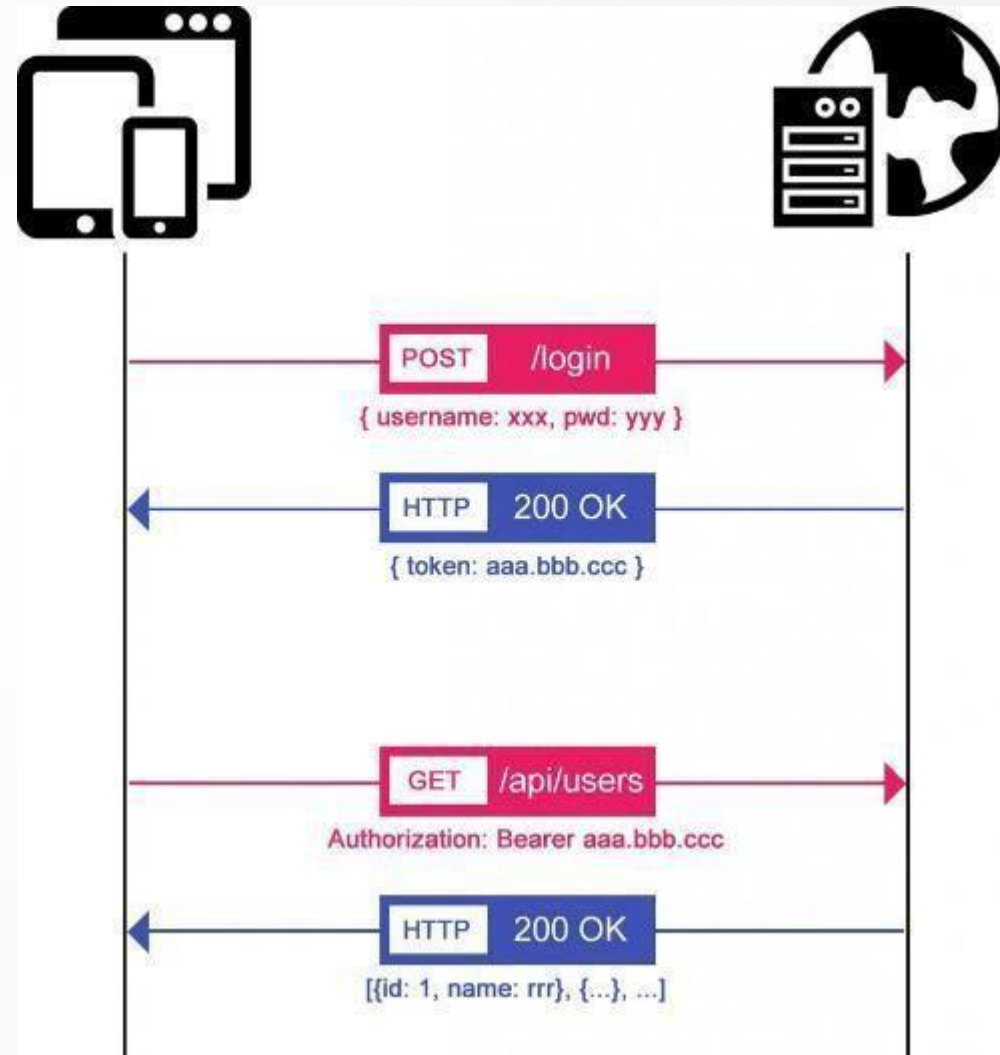 POST /login
{ username: xxx, pwd: yyy }
HTTP 200 OK
{ token: aaa.bbb.ccc }
GET /api/users
Authorization: Bearer aaa.bbb.ccc
HTTP 200 OK
[{id: 1, name: rrr}, {...}, ...]